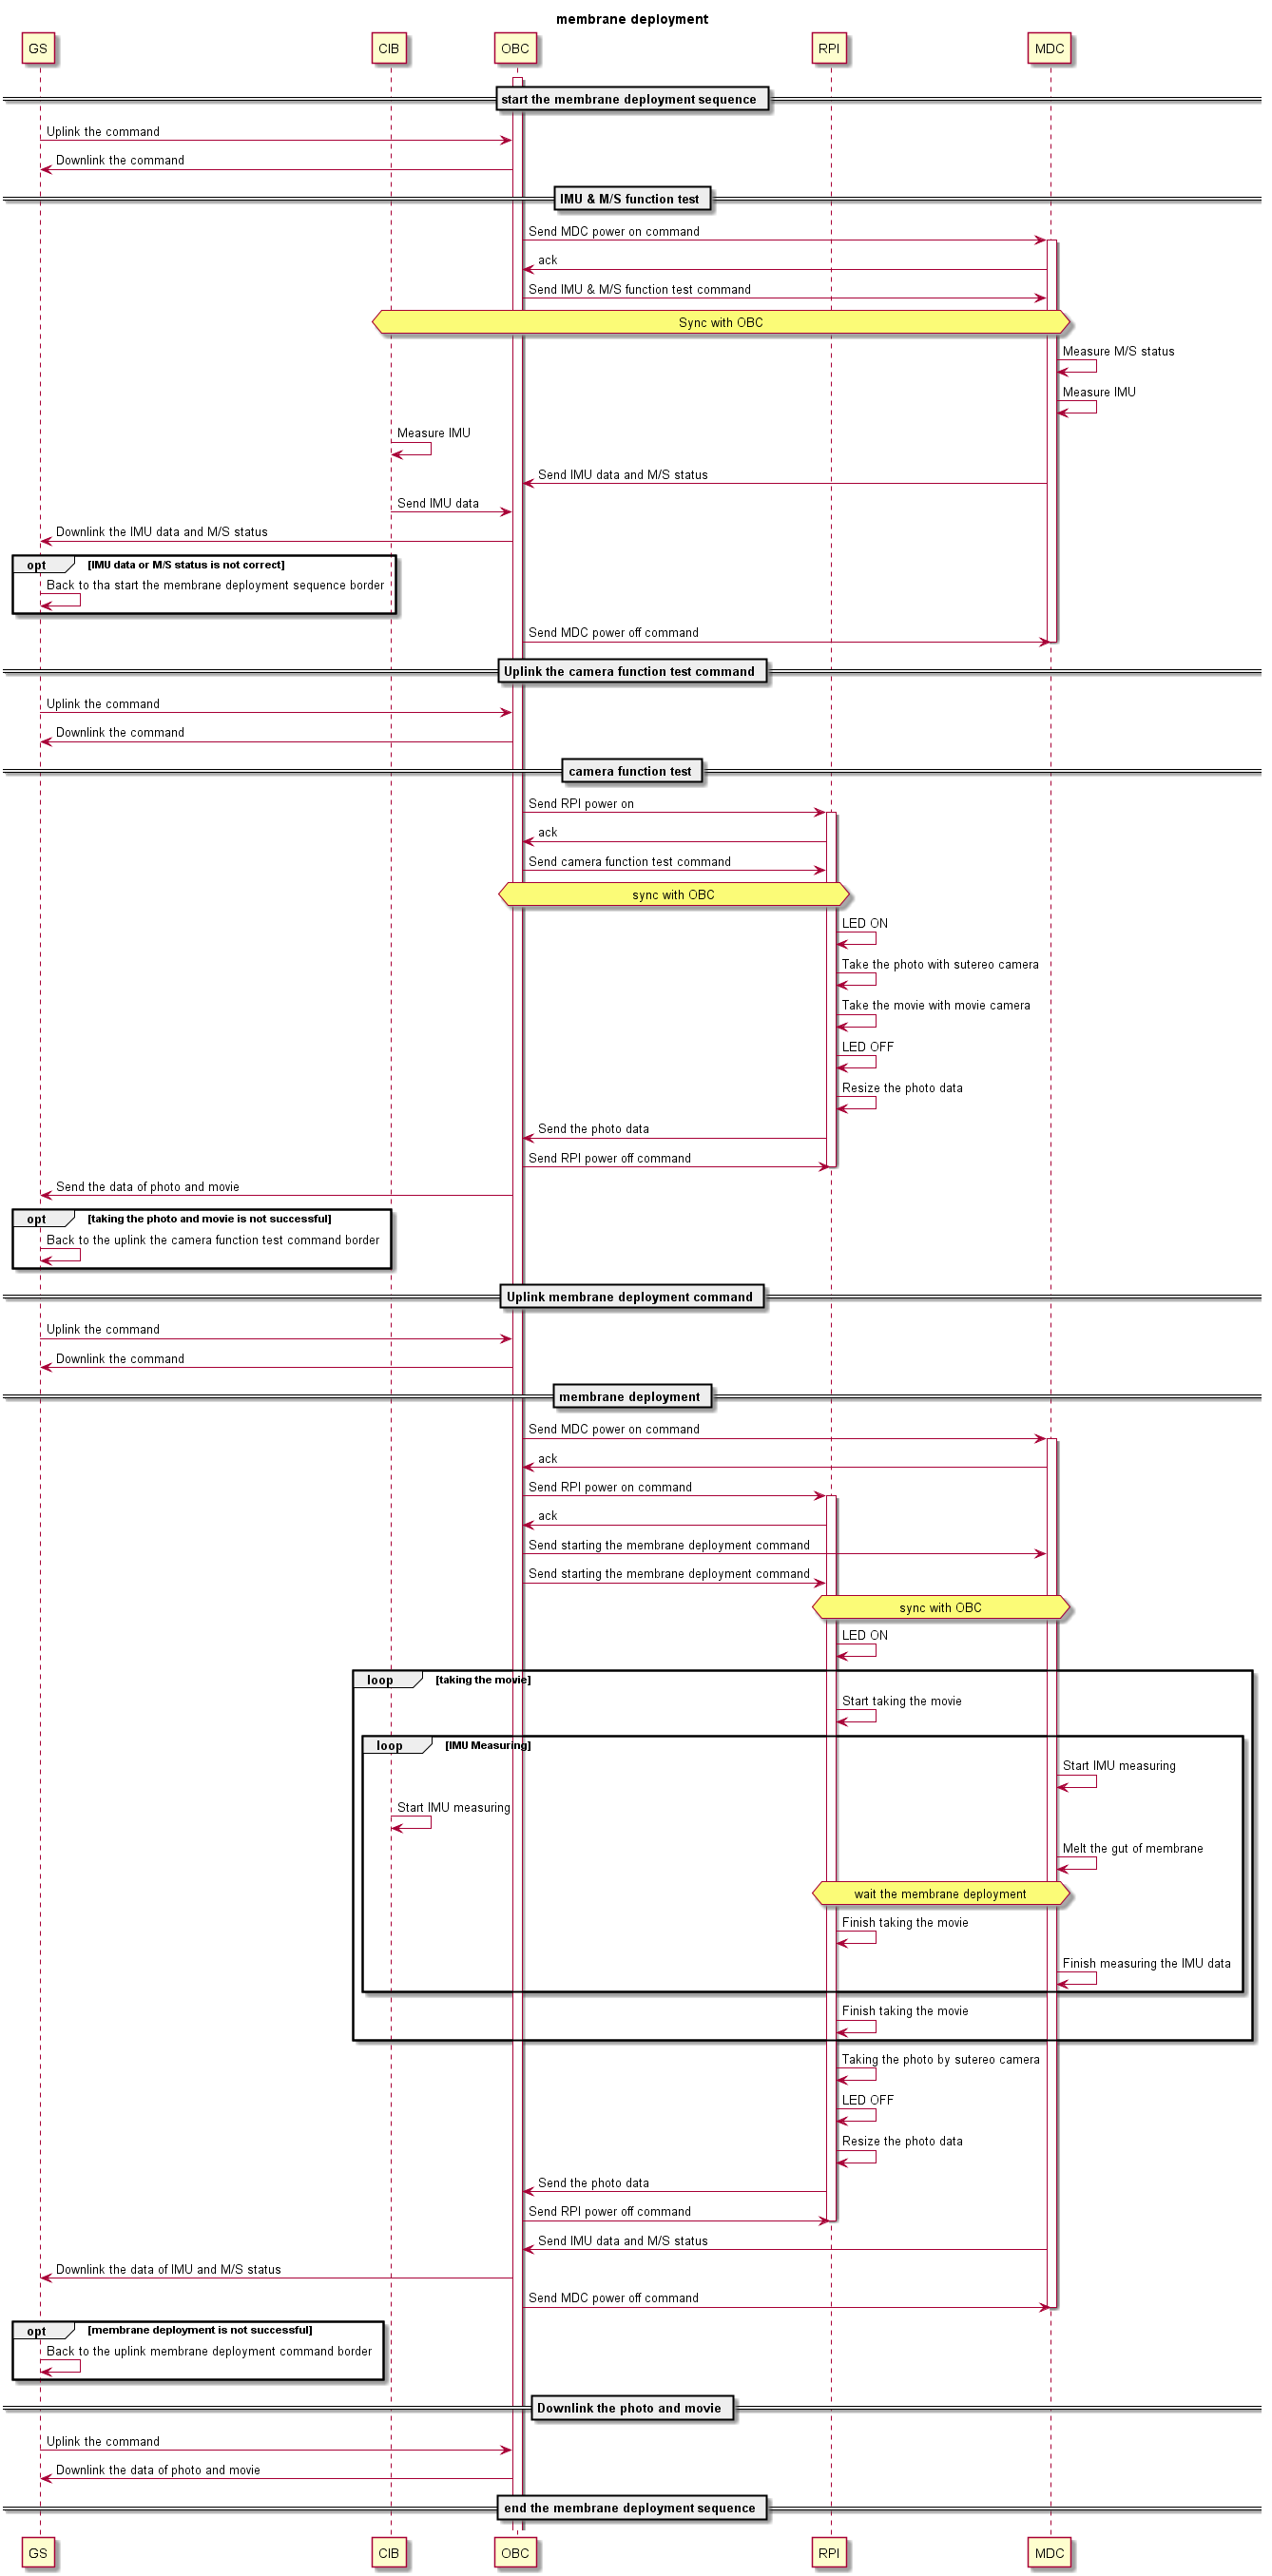 membrane deployment
GS CIB OBC RPI MDC
start the membrane deployment sequence
Uplink the command
Downlink the command
IMU & M/S function test
Send MDC power on command
ack
Send IMU & M/S function test command
Sync with OBC
Measure M/S status
Measure IMU
Measure IMU
Send IMU data and M/S status
Send IMU data
Downlink the IMU data and M/S status
opt [IMU data or M/S status is not correct]
Back to tha start the membrane deployment sequence border
Send MDC power off command
Uplink the camera function test command
Uplink the command
Downlink the command
camera function test
Send RPI power on
ack
Send camera function test command
sync with OBC
LED ON
Take the photo with sutereo camera
Take the movie with movie camera
LED OFF
Resize the photo data
Send the photo data
Send RPI power off command
Send the data of photo and movie
opt [taking the photo and movie is not successful]
Back to the uplink the camera function test command border
Uplink membrane deployment command
Uplink the command
Downlink the command
membrane deployment
Send MDC power on command
ack
Send RPI power on command
ack
Send starting the membrane deployment command
Send starting the membrane deployment command
sync with OBC
LED ON
loop [taking the movie]
Start taking the movie
loop [IMU Measuring]
Start IMU measuring
Start IMU measuring
Melt the gut of membrane
wait the membrane deployment
Finish taking the movie
Finish measuring the IMU data
Finish taking the movie
Taking the photo by sutereo camera
LED OFF
Resize the photo data
Send the photo data
Send RPI power off command
Send IMU data and M/S status
Downlink the data of IMU and M/S status
Send MDC power off command
opt [membrane deployment is not successful]
Back to the uplink membrane deployment command border
Downlink the photo and movie
Uplink the command
Downlink the data of photo and movie
end the membrane deployment sequence
GS CIB OBC RPI MDC